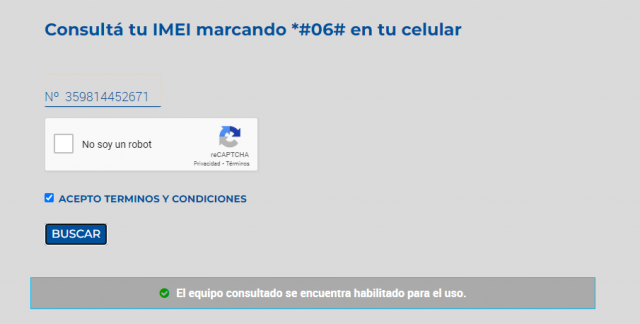 Consultá tu IMEI marcando *#06# en tu celular
Nº 359814452671
No soy un robot
reCAPTCHA
Privacidad - Términos
ACEPTO TERMINOS Y CONDICIONES
BUSCAR
El equipo consultado se encuentra habilitado para el uso.